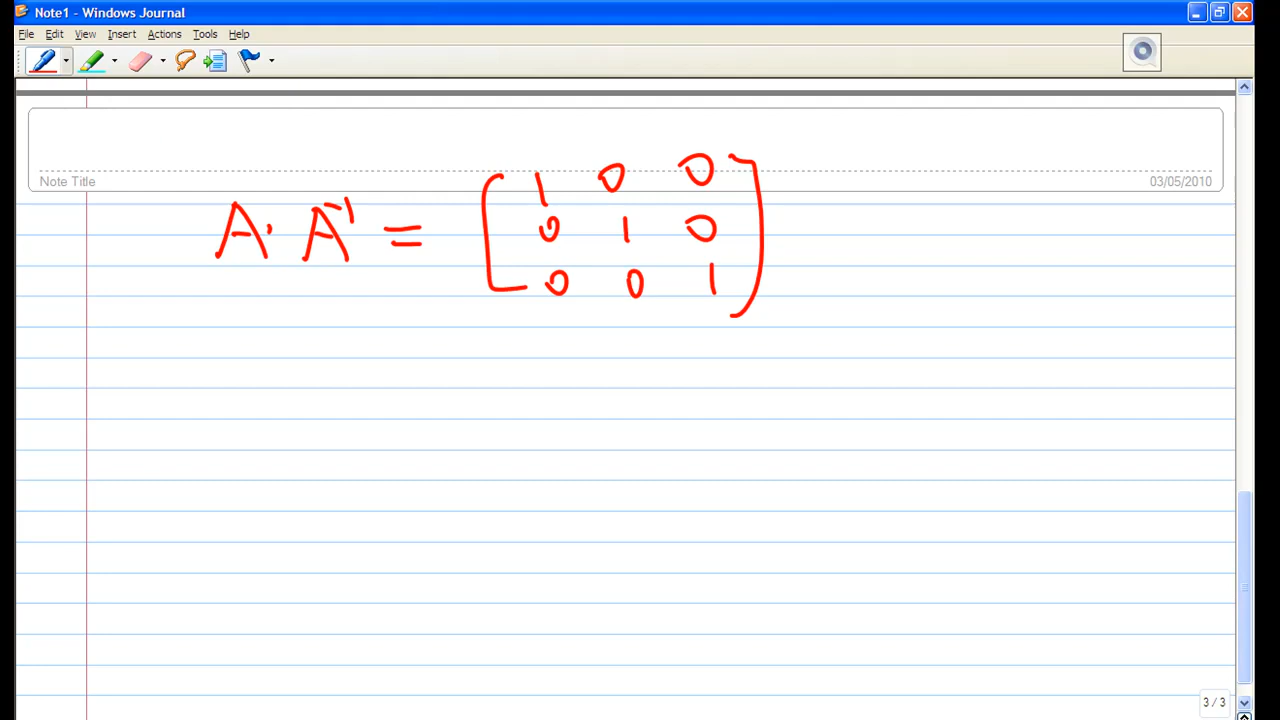 Note1 - Windows Journal
File Edit View Insert Actions Tools Help
Note Title
03/05/2010
1 0 0
A · A⁻¹ = 0 1 0
0 0 1
3 / 3